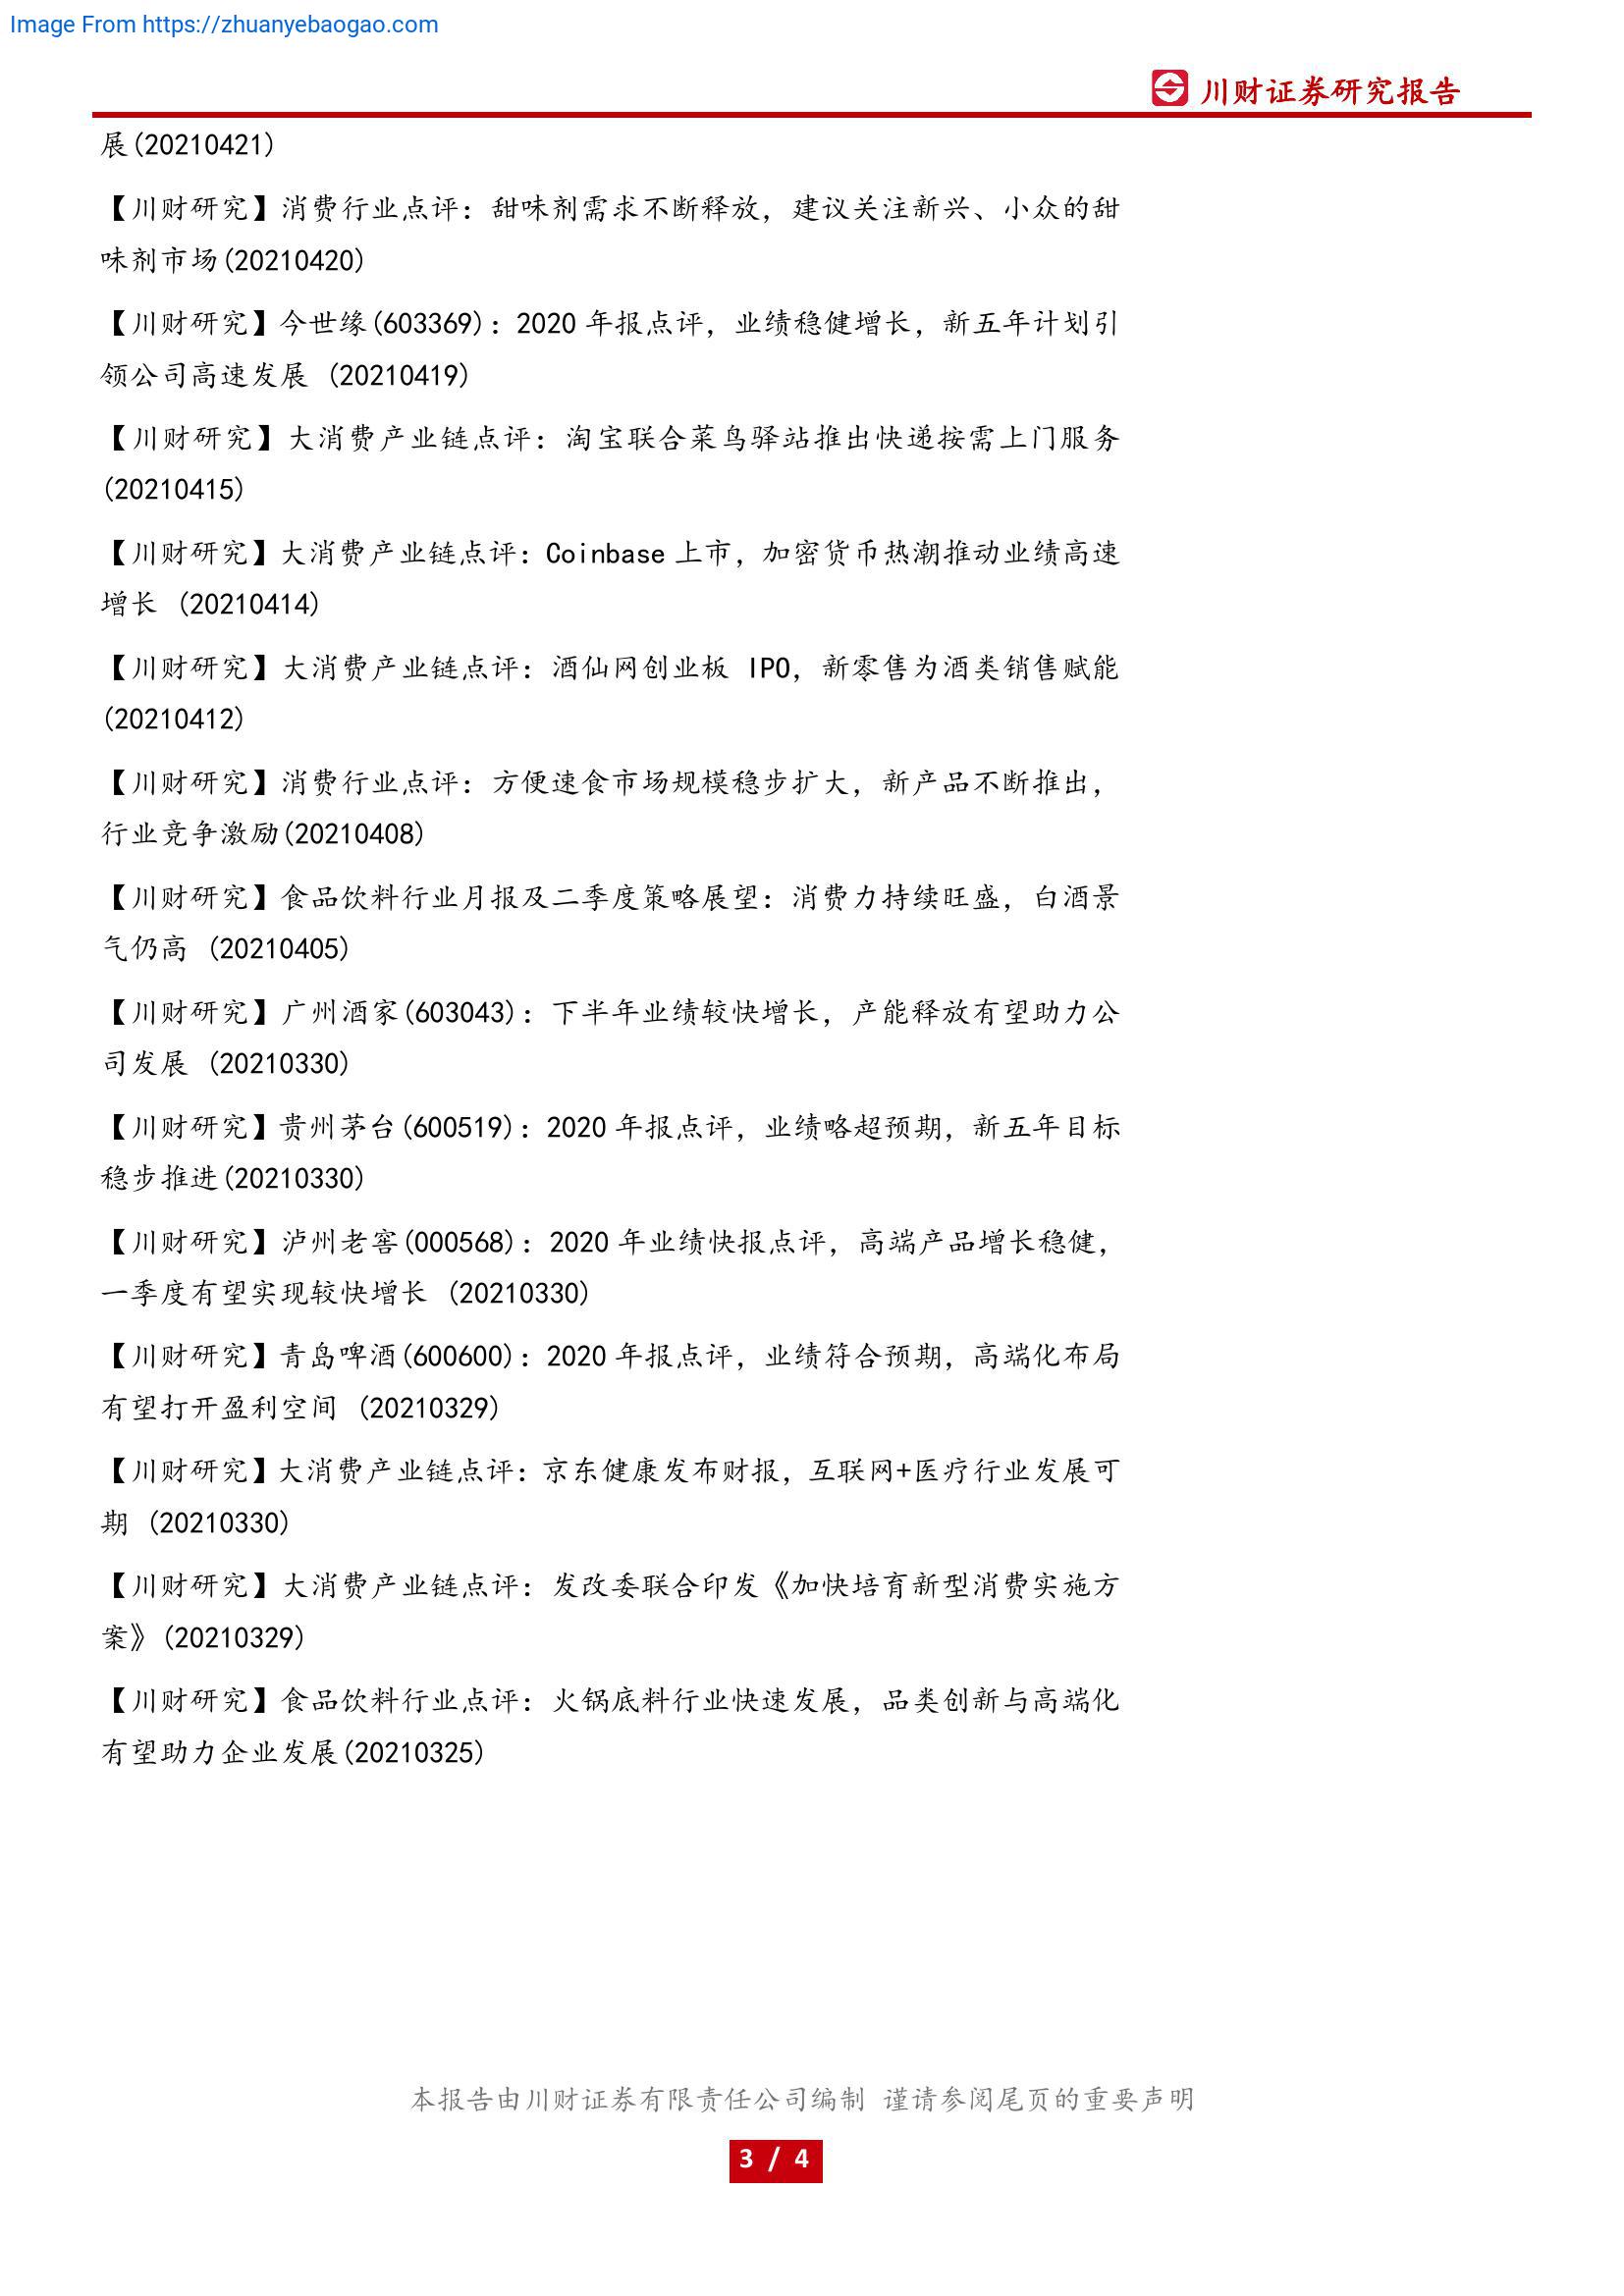 Image From https://zhuanyebaogao.com
川财证券研究报告
展(20210421)
【川财研究】消费行业点评：甜味剂需求不断释放，建议关注新兴、小众的甜
味剂市场(20210420)
【川财研究】今世缘(603369)：2020 年报点评，业绩稳健增长，新五年计划引
领公司高速发展 (20210419)
【川财研究】大消费产业链点评：淘宝联合菜鸟驿站推出快递按需上门服务
(20210415)
【川财研究】大消费产业链点评：Coinbase 上市，加密货币热潮推动业绩高速
增长 (20210414)
【川财研究】大消费产业链点评：酒仙网创业板 IPO，新零售为酒类销售赋能
(20210412)
【川财研究】消费行业点评：方便速食市场规模稳步扩大，新产品不断推出，
行业竞争激励(20210408)
【川财研究】食品饮料行业月报及二季度策略展望：消费力持续旺盛，白酒景
气仍高 (20210405)
【川财研究】广州酒家(603043)：下半年业绩较快增长，产能释放有望助力公
司发展 (20210330)
【川财研究】贵州茅台(600519)：2020 年报点评，业绩略超预期，新五年目标
稳步推进(20210330)
【川财研究】泸州老窖(000568)：2020 年业绩快报点评，高端产品增长稳健，
一季度有望实现较快增长 (20210330)
【川财研究】青岛啤酒(600600)：2020 年报点评，业绩符合预期，高端化布局
有望打开盈利空间 (20210329)
【川财研究】大消费产业链点评：京东健康发布财报，互联网+医疗行业发展可
期 (20210330)
【川财研究】大消费产业链点评：发改委联合印发《加快培育新型消费实施方
案》(20210329)
【川财研究】食品饮料行业点评：火锅底料行业快速发展，品类创新与高端化
有望助力企业发展(20210325)
本报告由川财证券有限责任公司编制 谨请参阅尾页的重要声明
3 / 4